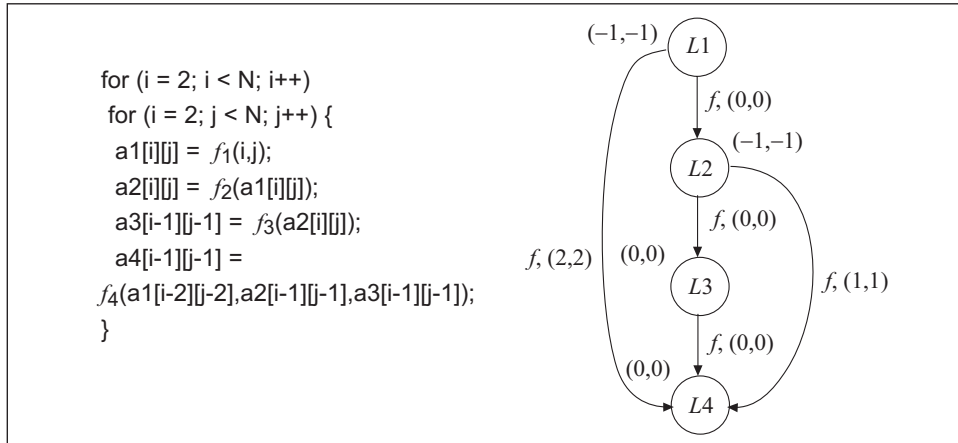 for (i = 2; i < N; i++)
for (i = 2; j < N; j++) {
a1[i][j] = f1(i,j);
a2[i][j] = f2(a1[i][j]);
a3[i-1][j-1] = f3(a2[i][j]);
a4[i-1][j-1] =
f4(a1[i-2][j-2],a2[i-1][j-1],a3[i-1][j-1]);
}
(–1,–1)
L1
f, (0,0)
(–1,–1)
L2
f, (0,0)
f, (2,2)
(0,0)
L3
f, (1,1)
f, (0,0)
(0,0)
L4